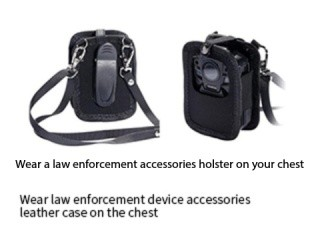 Wear a law enforcement accessories holster on your chest
Wear law enforcement device accessories
leather case on the chest